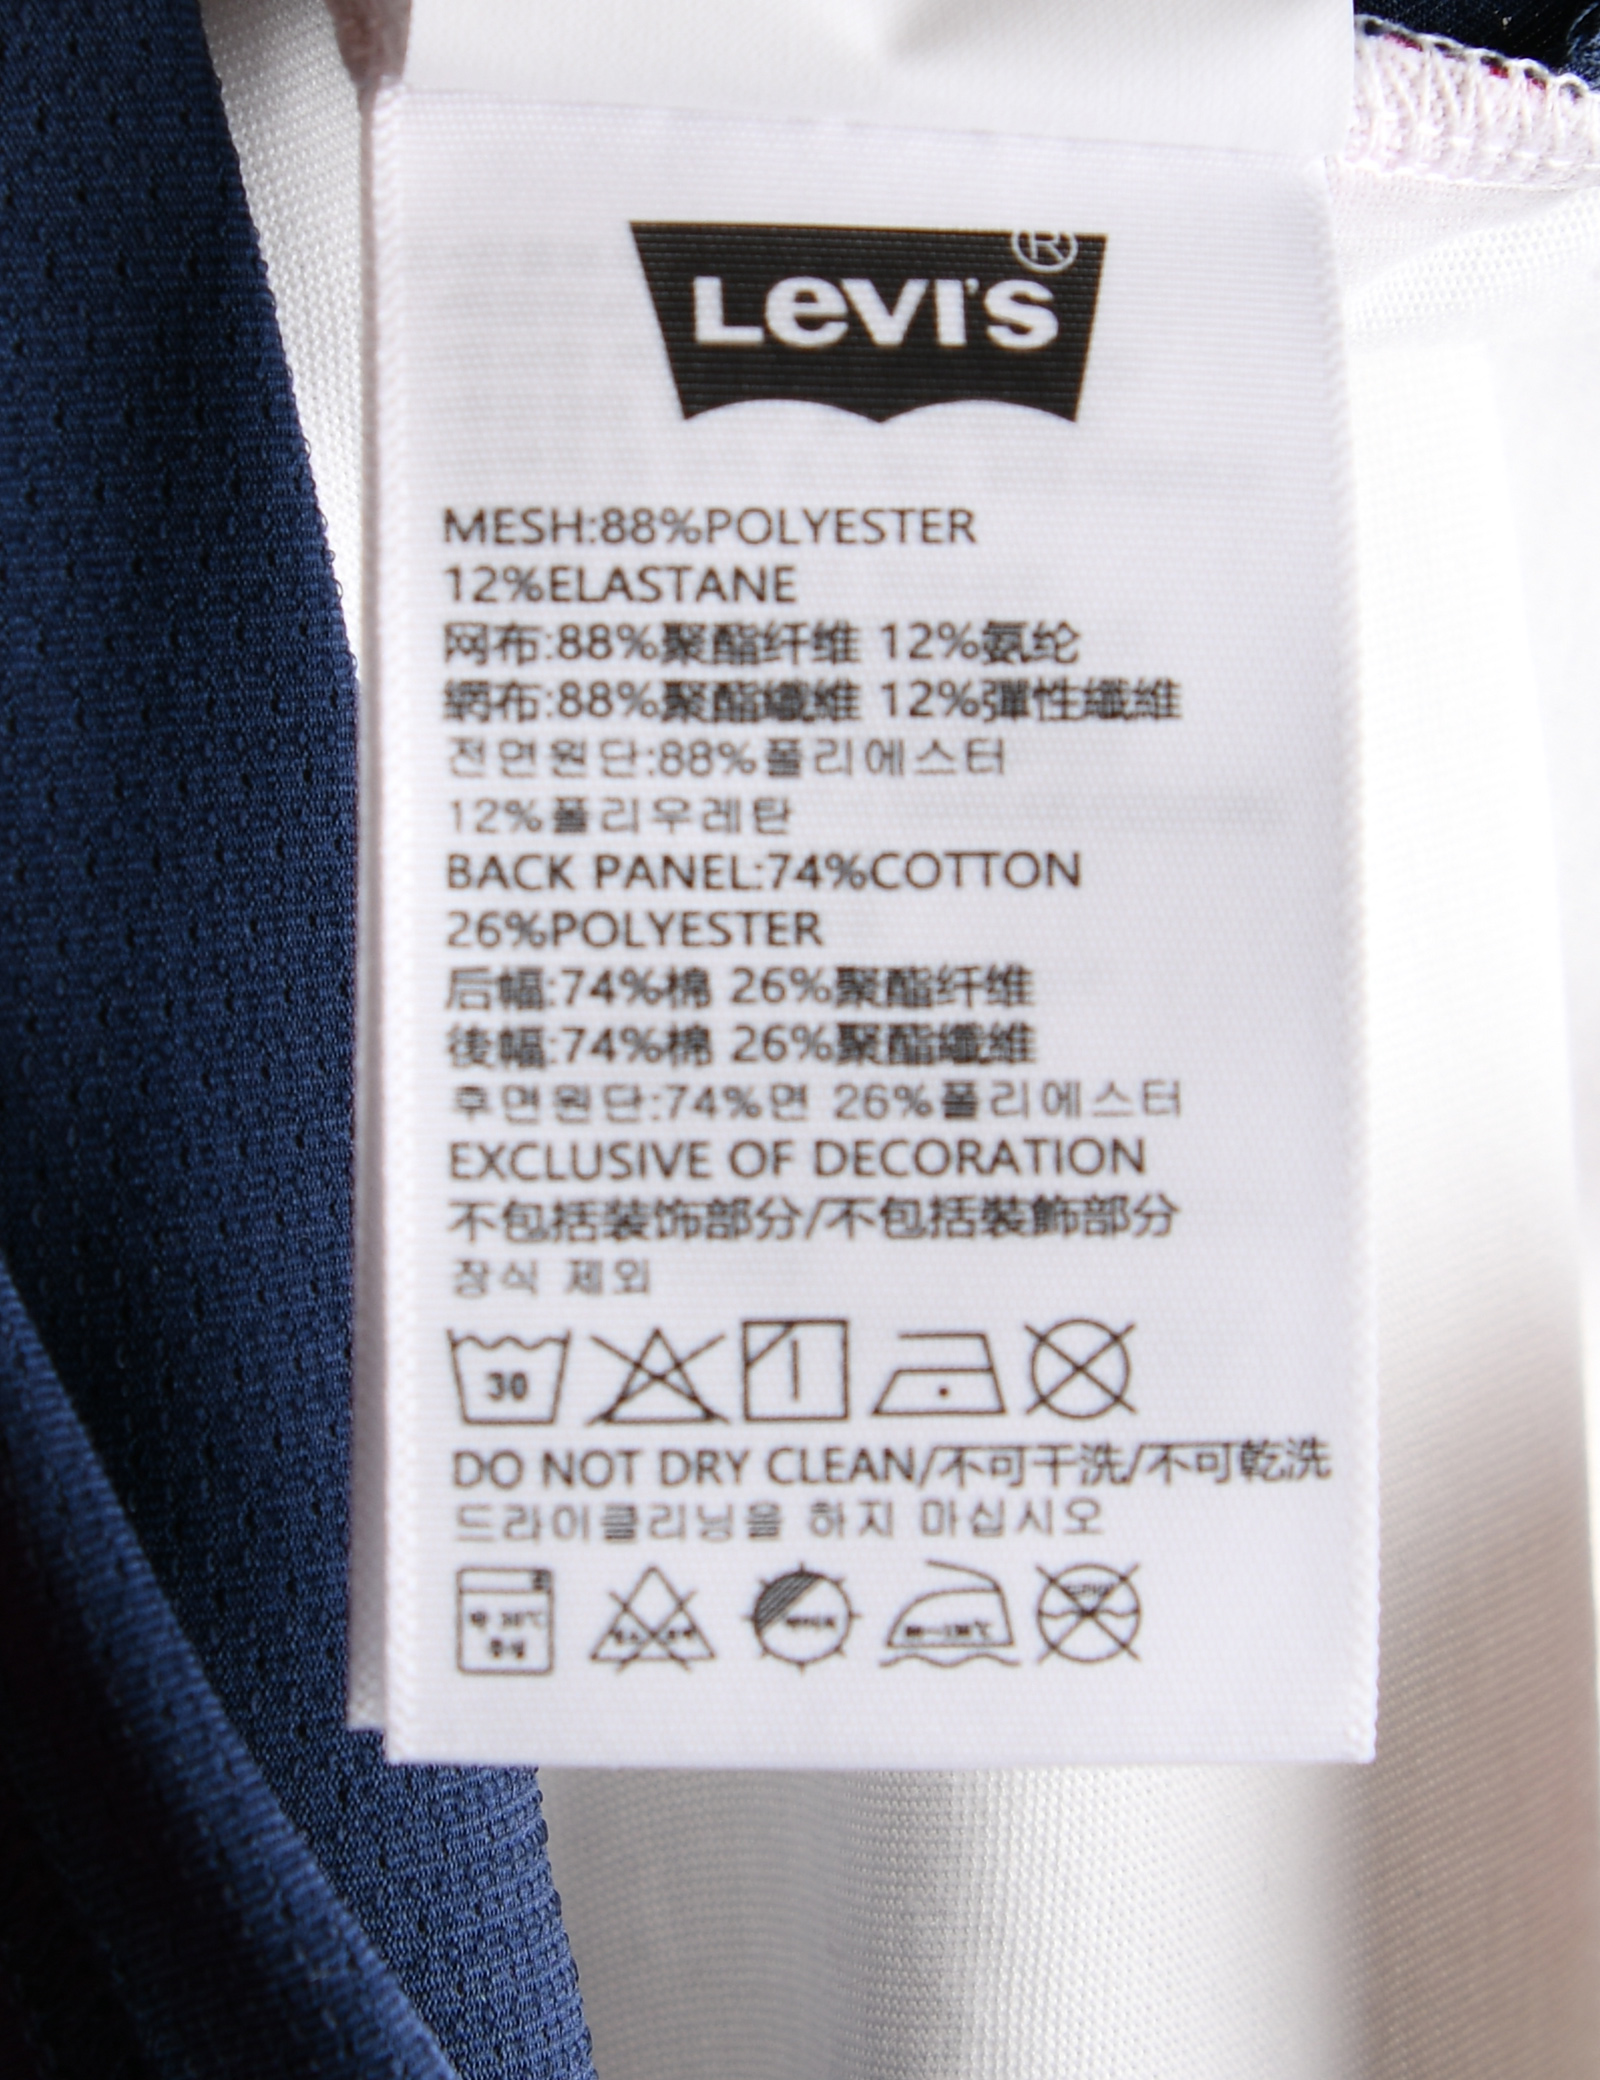 LEVI'S®
MESH:88%POLYESTER
12%ELASTANE
网布:88%聚酯纤维 12%氨纶
網布:88%聚酯纖維 12%彈性纖維
전면원단:88%폴리에스터
12%폴리우레탄
BACK PANEL:74%COTTON
26%POLYESTER
后幅:74%棉 26%聚酯纤维
後幅:74%棉 26%聚酯纖維
후면원단:74%면 26%폴리에스터
EXCLUSIVE OF DECORATION
不包括装饰部分/不包括裝飾部分
장식 제외
30
DO NOT DRY CLEAN/不可干洗/不可乾洗
드라이클리닝을 하지 마십시오